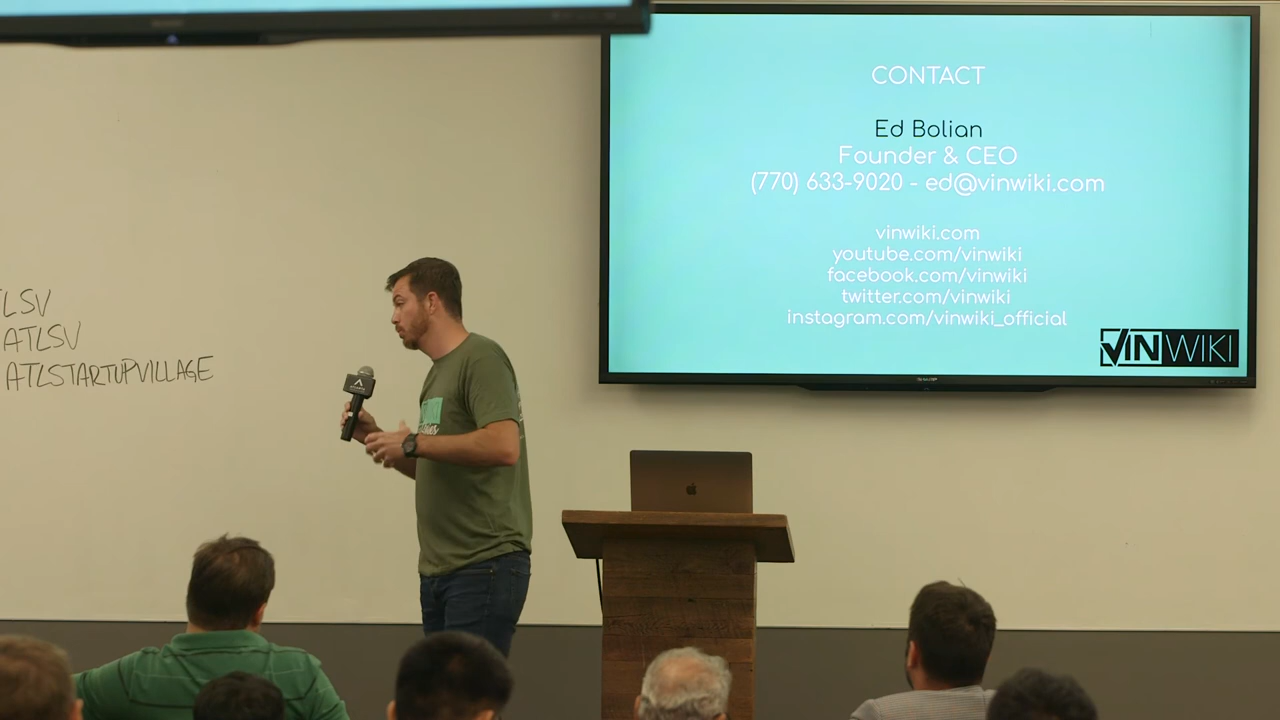 CONTACT
Ed Bolian
Founder & CEO
(770) 633-9020 - ed@vinwiki.com
vinwiki.com
youtube.com/vinwiki
facebook.com/vinwiki
twitter.com/vinwiki
instagram.com/vinwiki_official
VINWIKI
TLSV
ATLSV
ATLSTARTUPVILLAGE